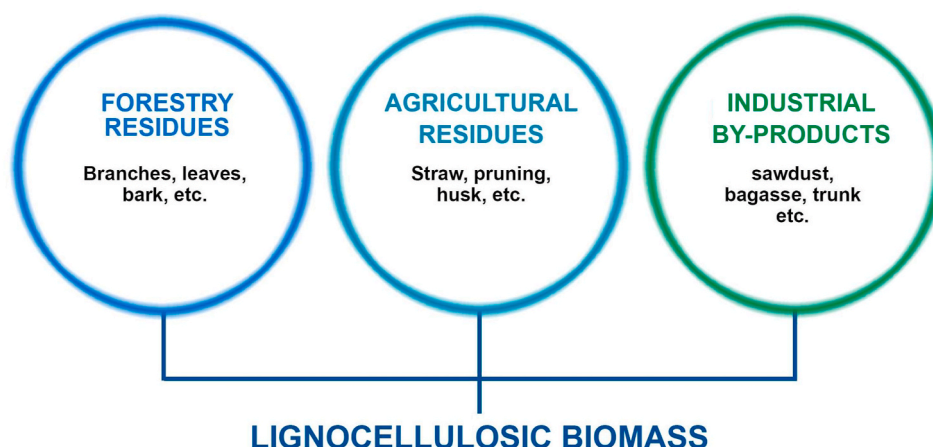 FORESTRY
RESIDUES
Branches, leaves,
bark, etc.
AGRICULTURAL
RESIDUES
Straw, pruning,
husk, etc.
INDUSTRIAL
BY-PRODUCTS
sawdust,
bagasse, trunk
etc.
LIGNOCELLULOSIC BIOMASS